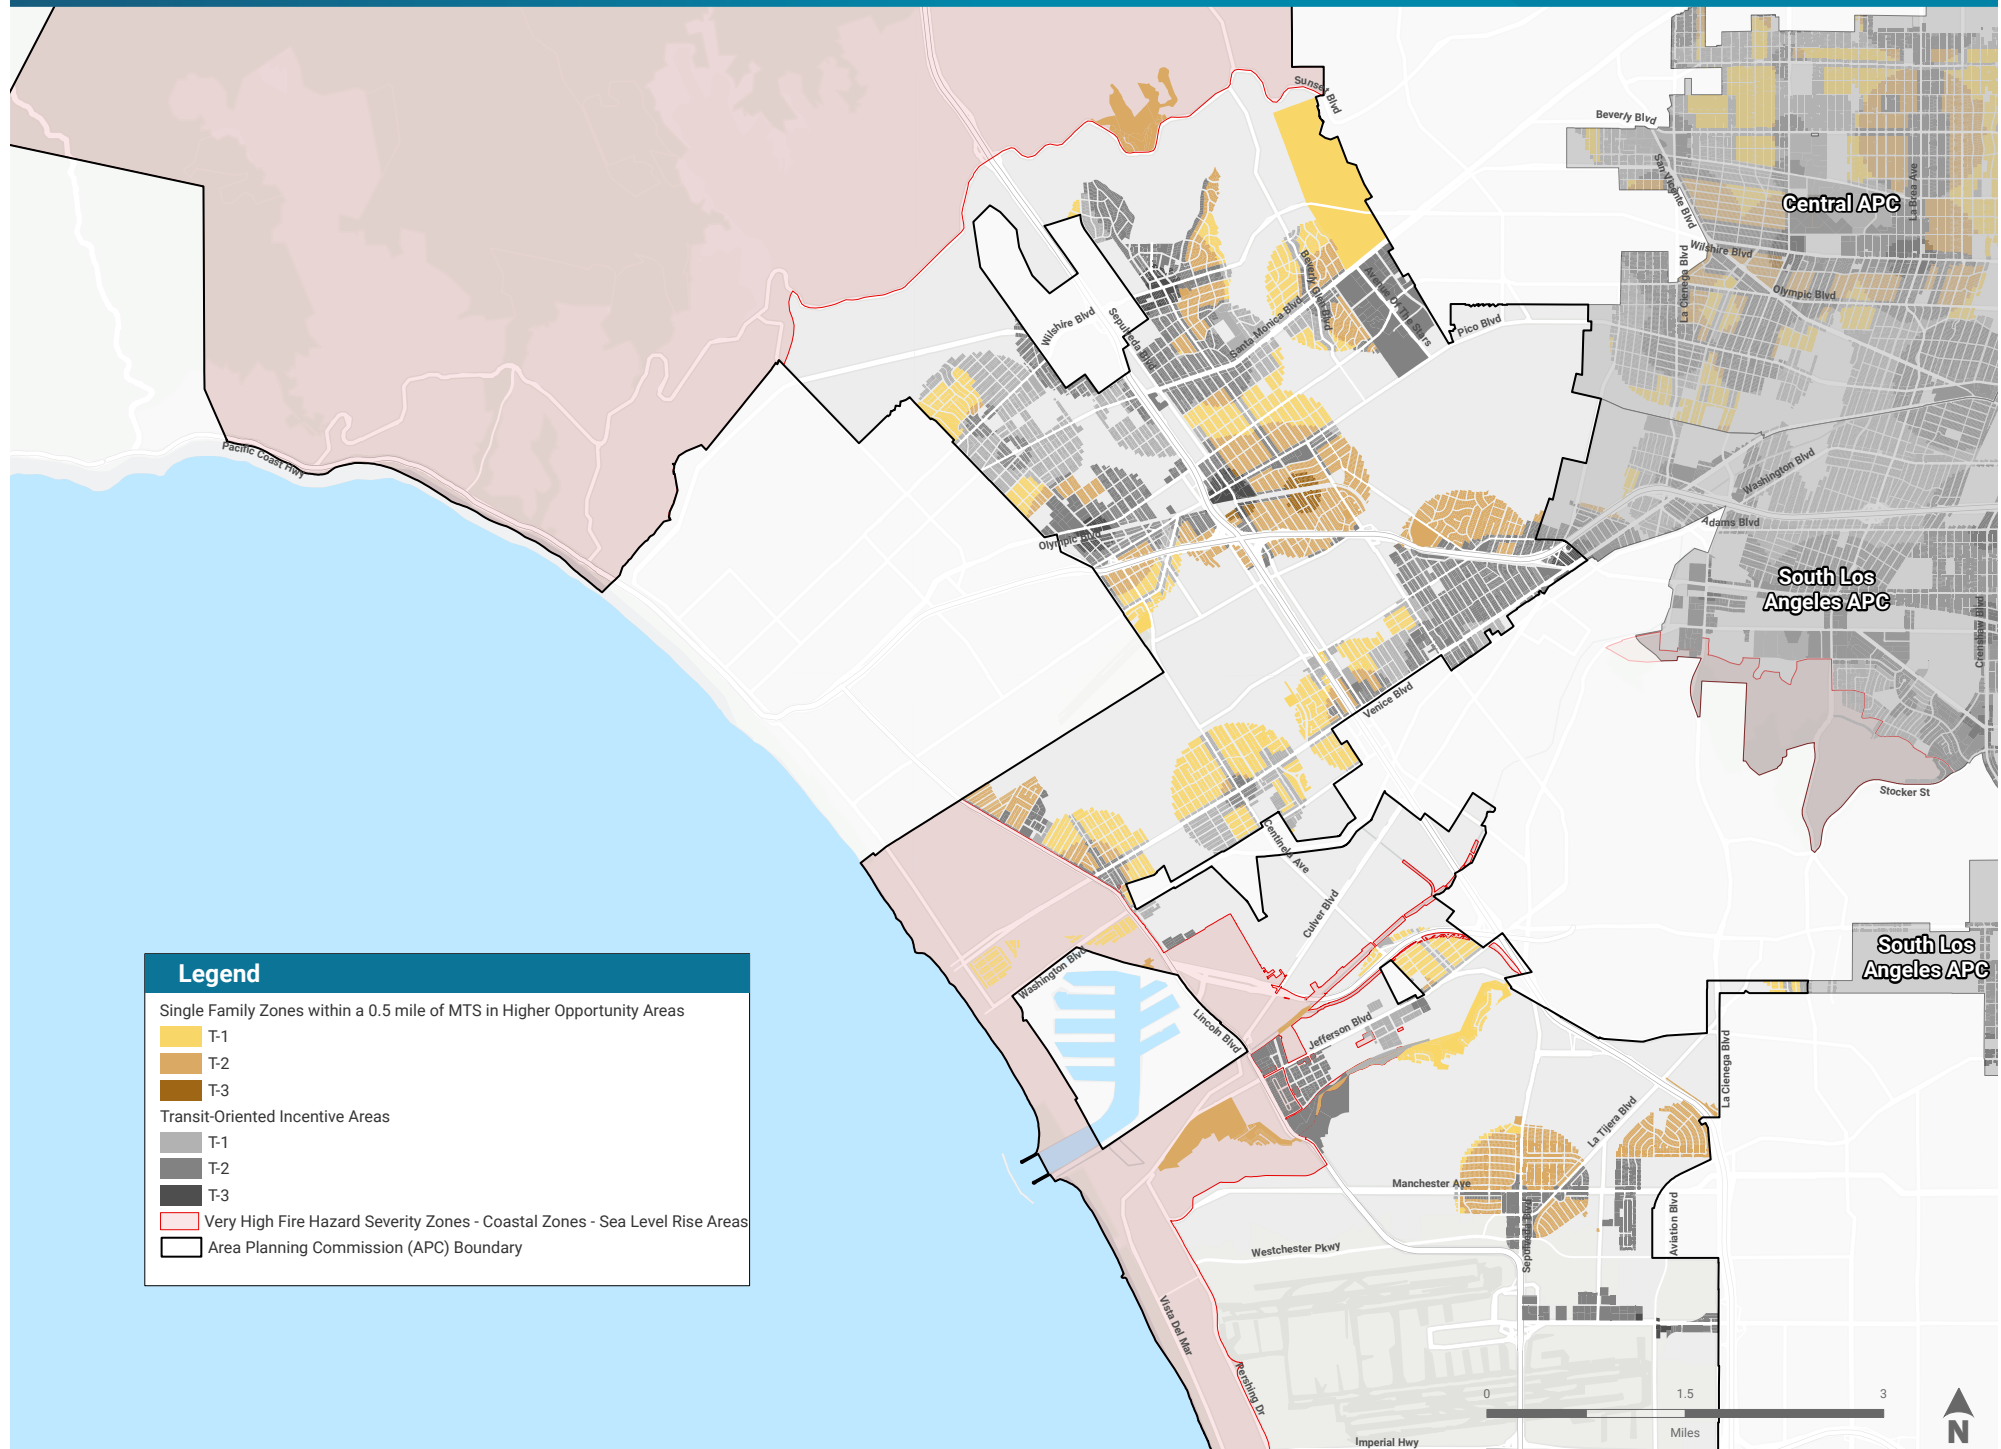 Sunset Blvd
Beverly Blvd
San Vicente Blvd
La Brea Ave
Central APC
Wilshire Blvd
La Cienega Blvd
Olympic Blvd
Beverly Glen Blvd
Avenue Of The Stars
Santa Monica Blvd
Pico Blvd
Wilshire Blvd
Sepulveda Blvd
Pacific Coast Hwy
Washington Blvd
Adams Blvd
Olympic Blvd
South Los
Angeles APC
Crenshaw Blvd
Venice Blvd
Stocker St
Centinela Ave
Culver Blvd
South Los
Angeles APC
Washington Blvd
Lincoln Blvd
Jefferson Blvd
La Cienega Blvd
La Tijera Blvd
Manchester Ave
Sepulveda Blvd
Aviation Blvd
Westchester Pkwy
Vista Del Mar
Pershing Dr
Imperial Hwy
Legend
Single Family Zones within a 0.5 mile of MTS in Higher Opportunity Areas
T-1
T-2
T-3
Transit-Oriented Incentive Areas
T-1
T-2
T-3
Very High Fire Hazard Severity Zones - Coastal Zones - Sea Level Rise Areas
Area Planning Commission (APC) Boundary
0 1.5 3
Miles
N